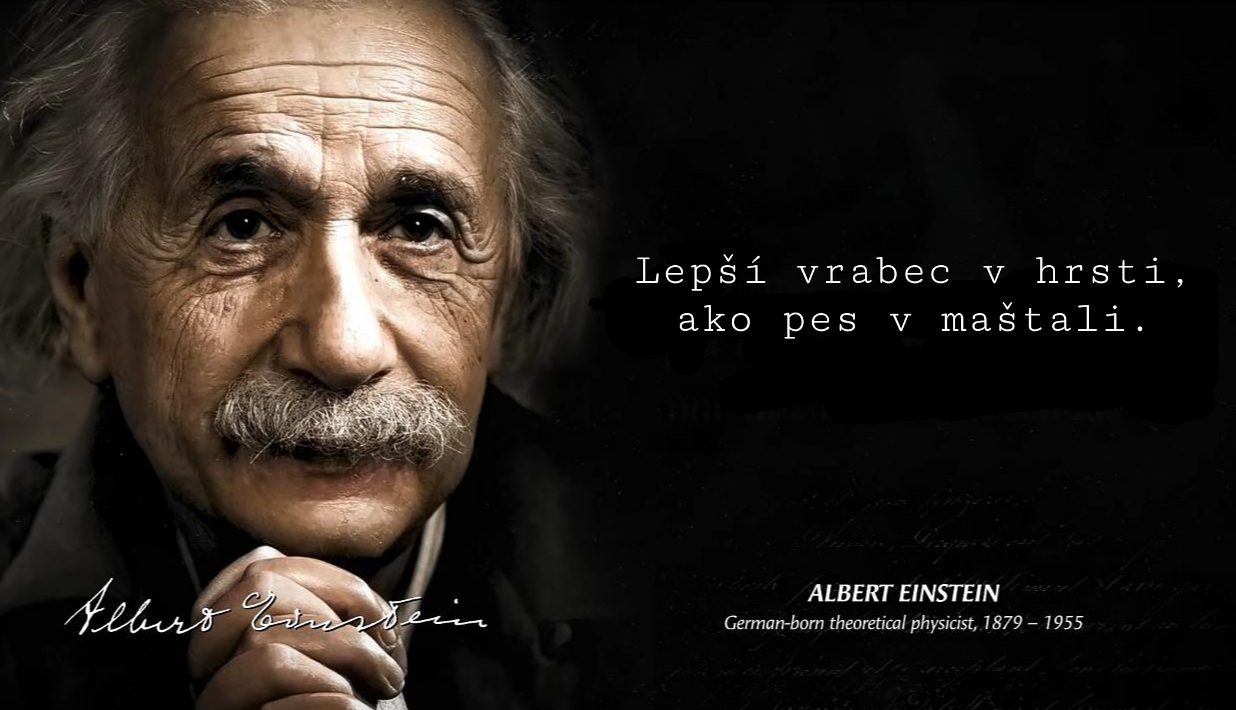 Lepší vrabec v hrsti,
ako pes v maštali.
Albert Einstein
ALBERT EINSTEIN
German-born theoretical physicist, 1879 – 1955